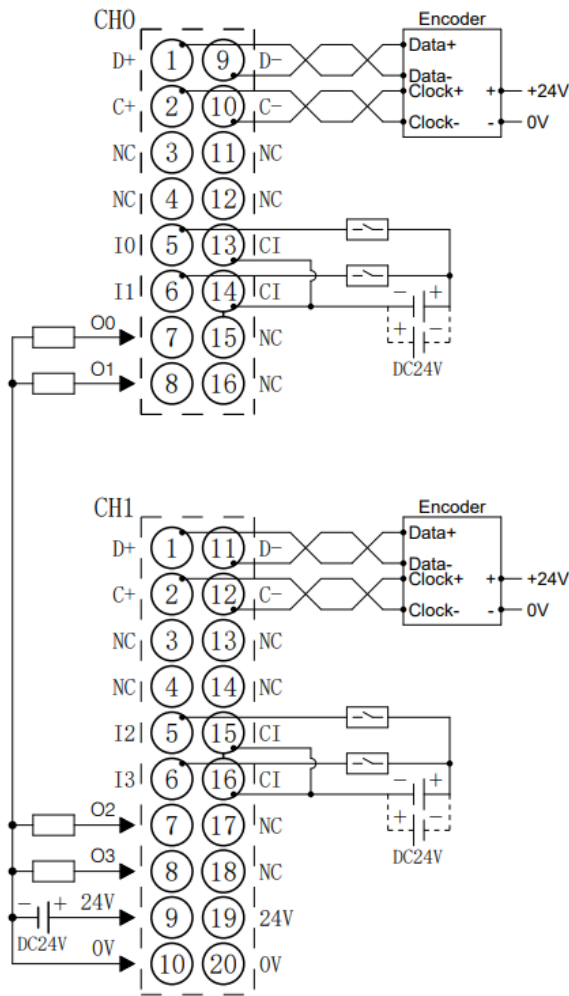 CH0 Encoder
D+ 1 9 D- Data+
Data-
C+ 2 10 C- Clock+ + +24V
Clock- - 0V
NC 3 11 NC
NC 4 12 NC
I0 5 13 CI
I1 6 14 CI - +
O0 7 15 NC + -
O1 8 16 NC DC24V
CH1 Encoder
D+ 1 11 D- Data+
Data-
C+ 2 12 C- Clock+ + +24V
Clock- - 0V
NC 3 13 NC
NC 4 14 NC
I2 5 15 CI
I3 6 16 CI - +
O2 7 17 NC + -
O3 8 18 NC DC24V
- + 24V 9 19 24V
DC24V
0V 10 20 0V